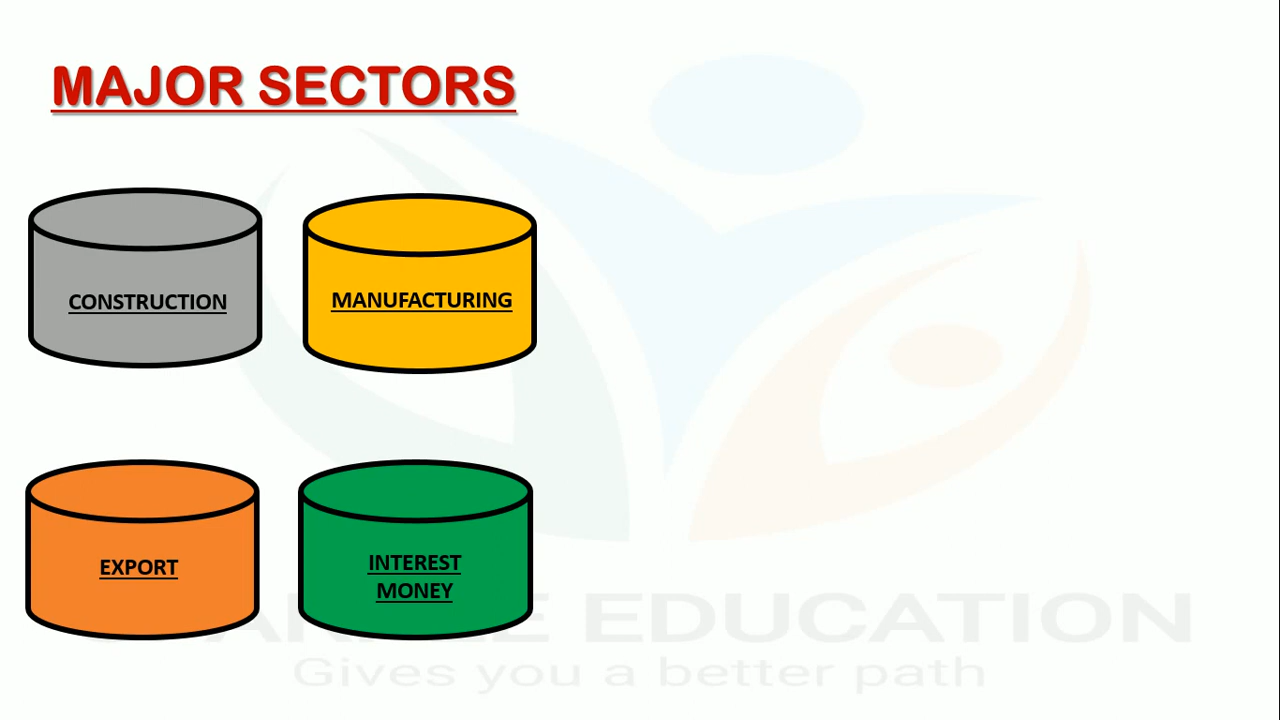 MAJOR SECTORS
CONSTRUCTION
MANUFACTURING
EXPORT
INTEREST
MONEY
EDUCATION
Gives you a better path